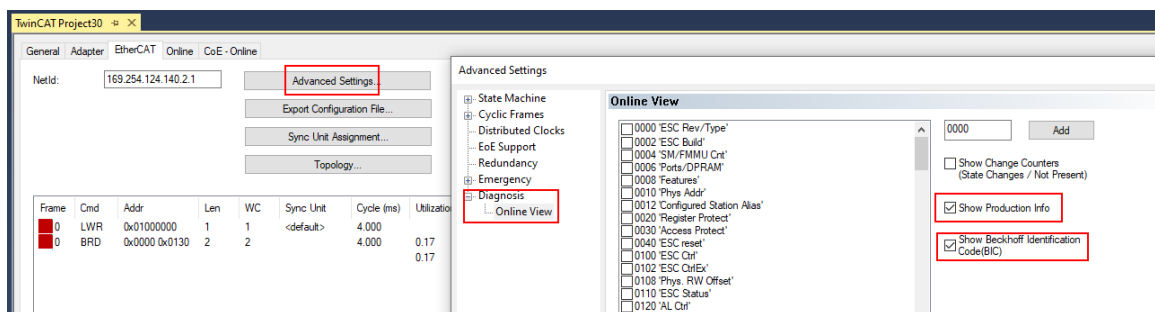 TwinCAT Project30
General Adapter EtherCAT Online CoE - Online
NetId: 169.254.124.140.2.1
Advanced Settings...
Export Configuration File...
Sync Unit Assignment...
Topology...
Frame Cmd Addr Len WC Sync Unit Cycle (ms) Utilizatio
0 LWR 0x01000000 1 1 <default> 4.000
0 BRD 0x0000 0x0130 2 2 4.000 0.17
0.17
Advanced Settings
State Machine
Cyclic Frames
Distributed Clocks
EoE Support
Redundancy
Emergency
Diagnosis
Online View
Online View
0000 'ESC Rev/Type'
0002 'ESC Build'
0004 'SM/FMMU Cnt'
0006 'Ports/DPRAM'
0008 'Features'
0010 'Phys Addr'
0012 'Configured Station Alias'
0020 'Register Protect'
0030 'Access Protect'
0040 'ESC reset'
0100 'ESC Ctrl'
0102 'ESC CtrlEx'
0108 'Phys. RW Offset'
0110 'ESC Status'
0120 'AL Ctrl'
0000 Add
Show Change Counters
(State Changes / Not Present)
Show Production Info
Show Beckhoff Identification
Code(BIC)